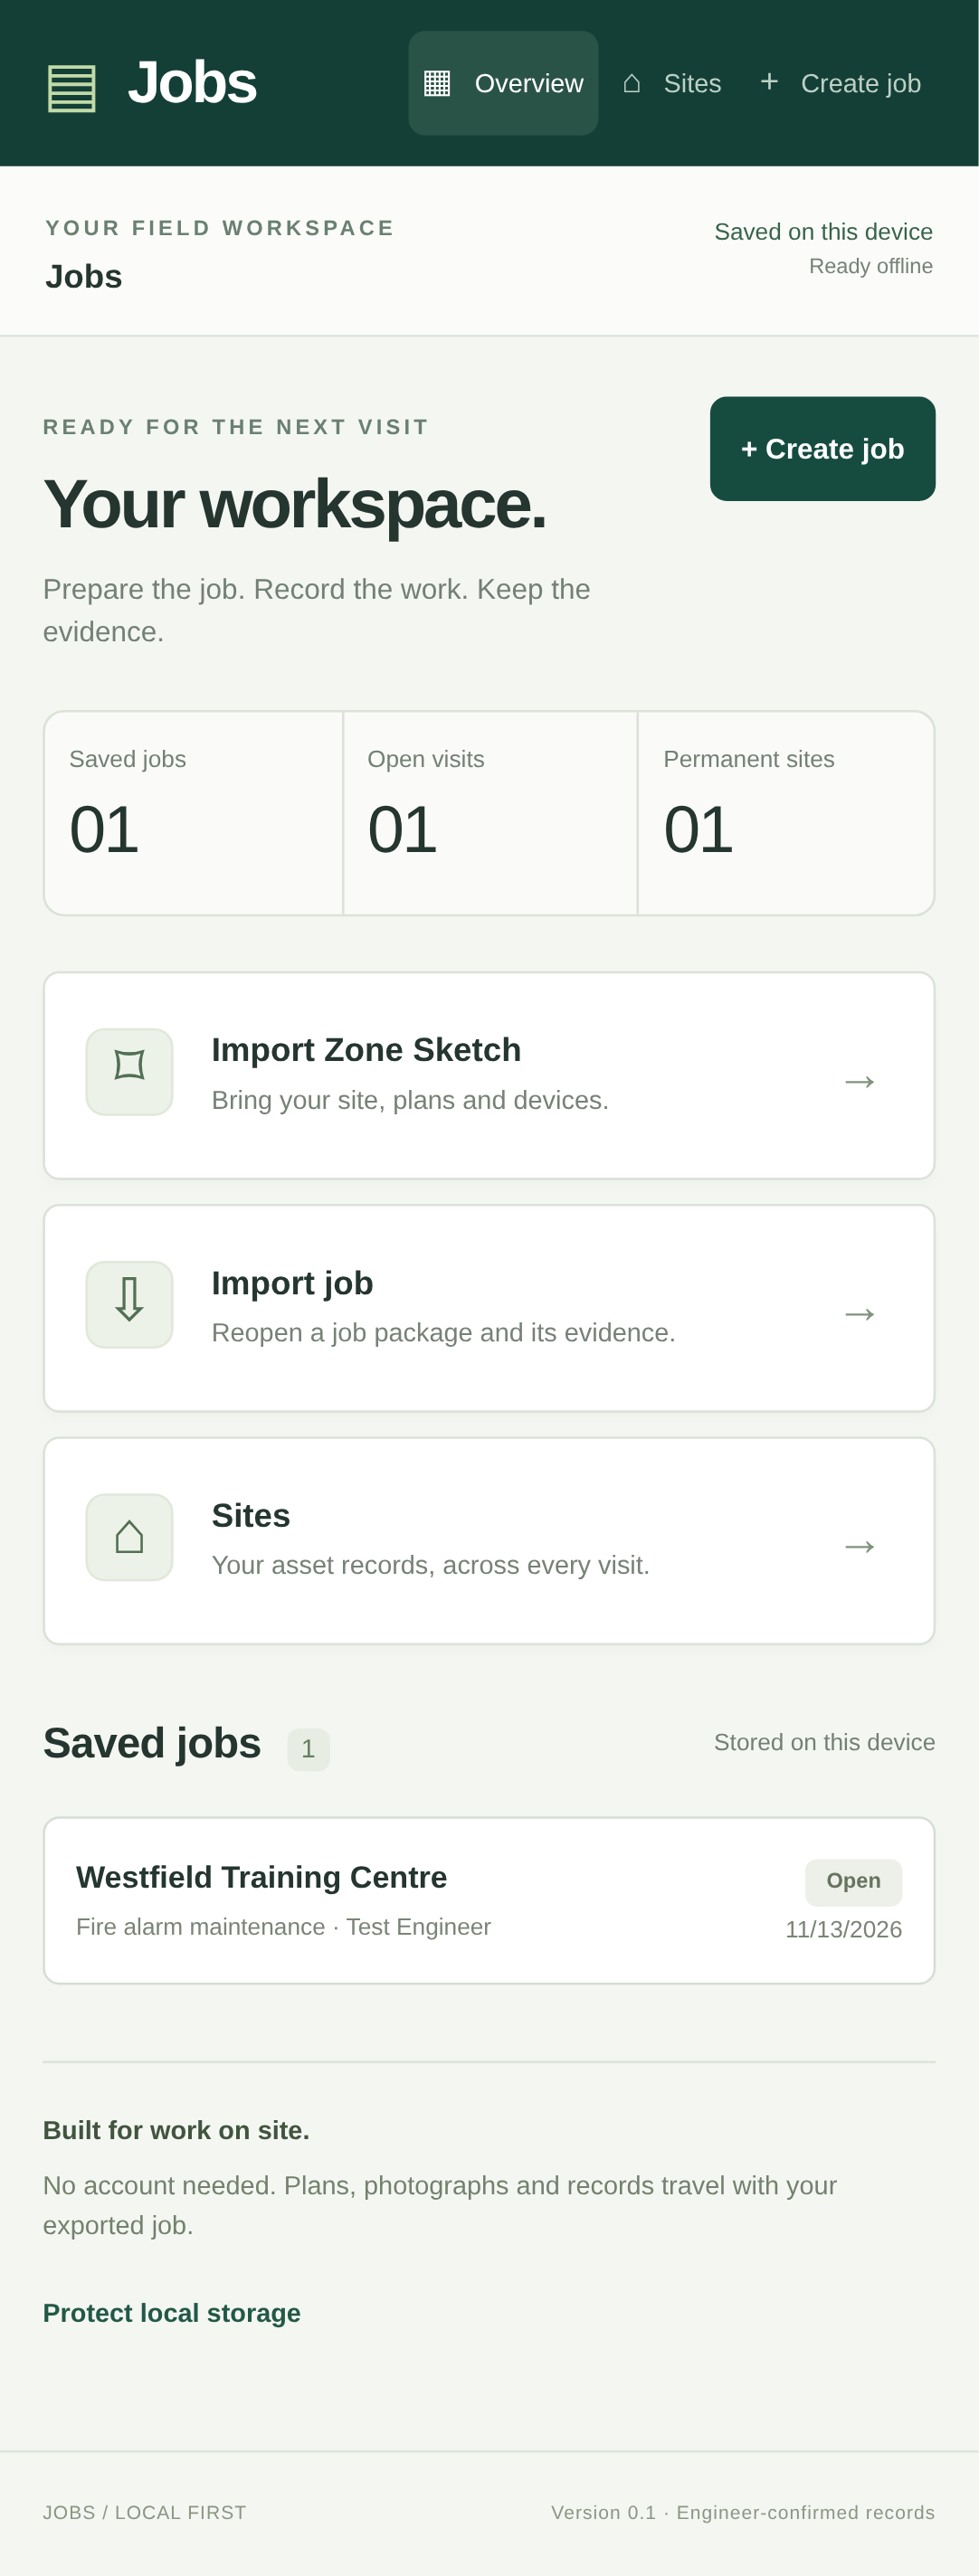 Jobs
Overview
Sites
+ Create job
YOUR FIELD WORKSPACE
Jobs
Saved on this device
Ready offline
READY FOR THE NEXT VISIT
Your workspace.
+ Create job
Prepare the job. Record the work. Keep the
evidence.
Saved jobs
01
Open visits
01
Permanent sites
01
Import Zone Sketch
Bring your site, plans and devices.
→
Import job
Reopen a job package and its evidence.
→
Sites
Your asset records, across every visit.
→
Saved jobs 1
Stored on this device
Westfield Training Centre
Fire alarm maintenance · Test Engineer
Open
11/13/2026
Built for work on site.
No account needed. Plans, photographs and records travel with your
exported job.
Protect local storage
JOBS / LOCAL FIRST
Version 0.1 · Engineer-confirmed records